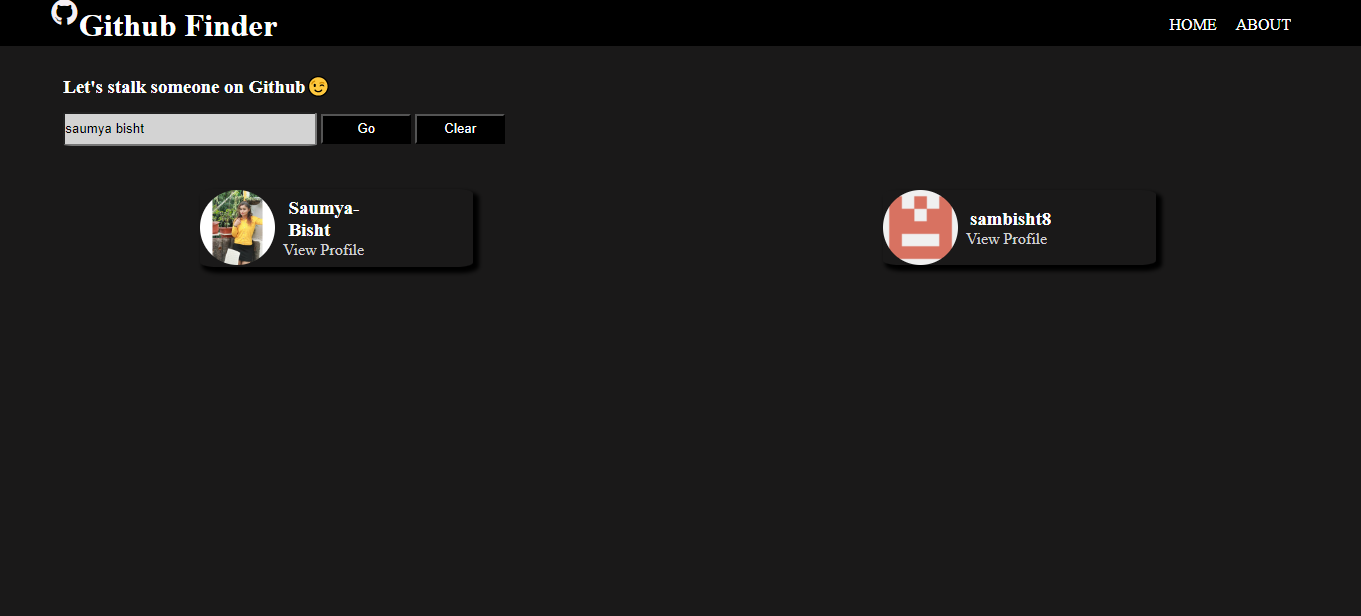 Github Finder
HOME ABOUT
Let's stalk someone on Github 😉
saumya bisht Go Clear
Saumya-
Bisht
View Profile
sambisht8
View Profile